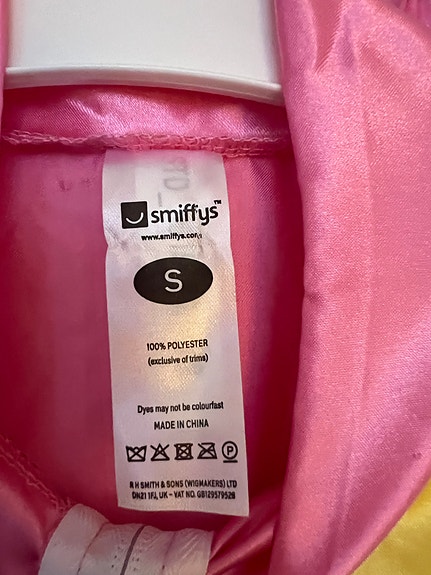 smiffys™
www.smiffys.com
S
100% POLYESTER
(exclusive of trims)
Dyes may not be colourfast
MADE IN CHINA
P
R H SMITH & SONS (WIGMAKERS) LTD
DN21 1FJ, UK - VAT NO. GB129579528